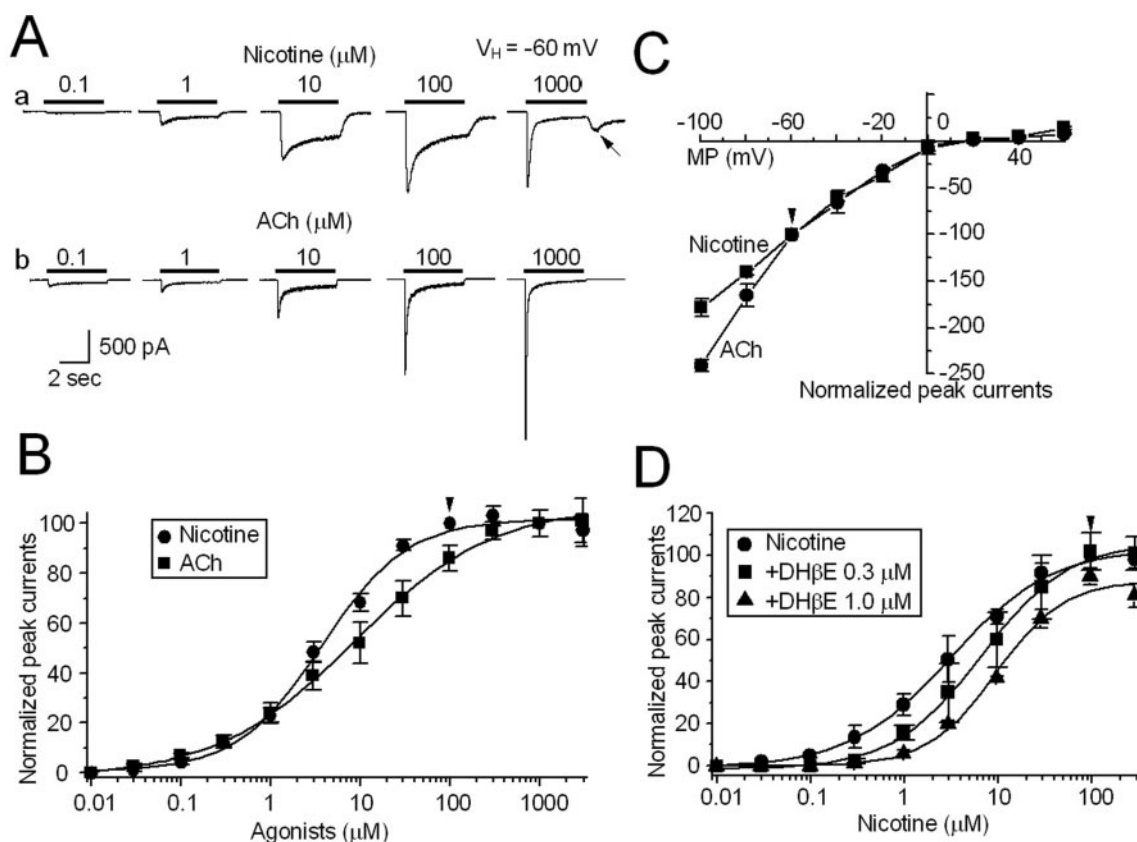 A
Nicotine (μM)
V_H = -60 mV
a
0.1 1 10 100 1000
ACh (μM)
b
0.1 1 10 100 1000
500 pA
2 sec
B
Normalized peak currents
100
80
60
40
20
0
Nicotine
ACh
0.01 0.1 1 10 100 1000
Agonists (μM)
C
-100 -60 -20 0
MP (mV)
40
-50
-100
-150
-200
-250
Nicotine
ACh
Normalized peak currents
D
Normalized peak currents
120
100
80
60
40
20
0
Nicotine
+DHβE 0.3 μM
+DHβE 1.0 μM
0.01 0.1 1 10 100
Nicotine (μM)